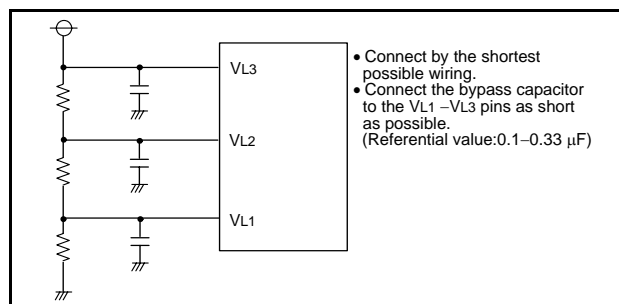 VL3
• Connect by the shortest
possible wiring.
• Connect the bypass capacitor
to the VL1 –VL3 pins as short
as possible.
(Referential value:0.1–0.33 μF)
VL2
VL1